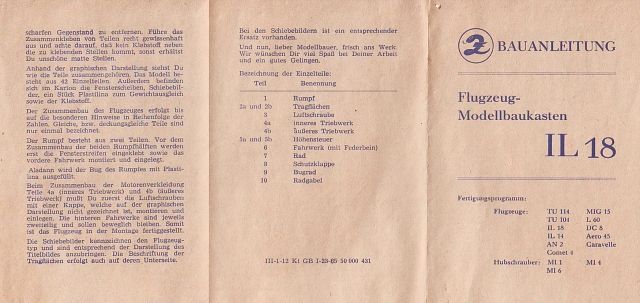 scharfen Gegenstand zu entfernen. Führe das
Zusammenkleben von Teilen recht gewissenhaft
aus und achte darauf, daß kein Klebstoff neben
die zu klebenden Stellen kommt, sonst erhältst
Du unschöne matte Stellen.
Anhand der graphischen Darstellung siehst Du
wie die Teile zusammengehören. Das Modell be-
steht aus 42 Einzelteilen. Außerdem befinden
sich im Karton die Fensterscheiben, Schiebebil-
der, ein Stück Plastilina zum Gewichtausgleich
sowie der Klebstoff.
Der Zusammenbau des Flugzeuges erfolgt bis
auf die besonderen Hinweise in Reihenfolge der
Zahlen. Gleiche, bzw. deckungsgleiche Teile sind
nur einmal bezeichnet.
Der Rumpf besteht aus zwei Teilen. Vor dem
Zusammenbau der beiden Rumpfhälften werden
erst die Fensterstreifen eingeklebt sowie das
vordere Fahrwerk montiert und eingelegt.
Alsdann wird der Bug des Rumpfes mit Plasti-
lina ausgefüllt.
Beim Zusammenbau der Motorenverkleidung
Teile 4a (inneres Triebwerk) und 4b (äußeres
Triebwerk) mußt Du zuerst die Luftschrauben
mit einer Kappe, welche auf der graphischen
Darstellung nicht gezeichnet ist, montieren und
einlegen. Die hinteren Fahrwerke sind jeweils
zweiteilig und sollen beweglich bleiben. Somit
ist das Flugzeug in der Montage fertiggestellt.
Die Schiebebilder kennzeichnen den Flugzeug-
typ und sind entsprechend der Darstellung des
Titelbildes anzubringen. Die Beschriftung der
Tragflächen erfolgt auch auf deren Unterseite.
Bei den Schiebebildern ist ein entsprechender
Ersatz vorhanden.
Und nun, lieber Modellbauer, frisch ans Werk.
Wir wünschen Dir viel Spaß bei Deiner Arbeit
und ein gutes Gelingen.
Bezeichnung der Einzelteile:
Teil Benennung
1 Rumpf
2a und 2b Tragflächen
3 Luftschraube
4a inneres Triebwerk
4b äußeres Triebwerk
5a und 5b Höhensteuer
6 Fahrwerk (mit Federbein)
7 Rad
8 Schutzklappe
9 Bugrad
10 Radgabel
III-1-12 Kt GB 1-23-65 50 000 431
BAUANLEITUNG
Flugzeug-
Modellbaukasten
IL 18
Fertigungsprogramm:
Flugzeuge: TU 114 MIG 15
TU 104 L 60
IL 18 DC 8
IL 14 Aero 45
AN 2 Caravelle
Comet 4
Hubschrauber: MI 1 MI 4
MI 6